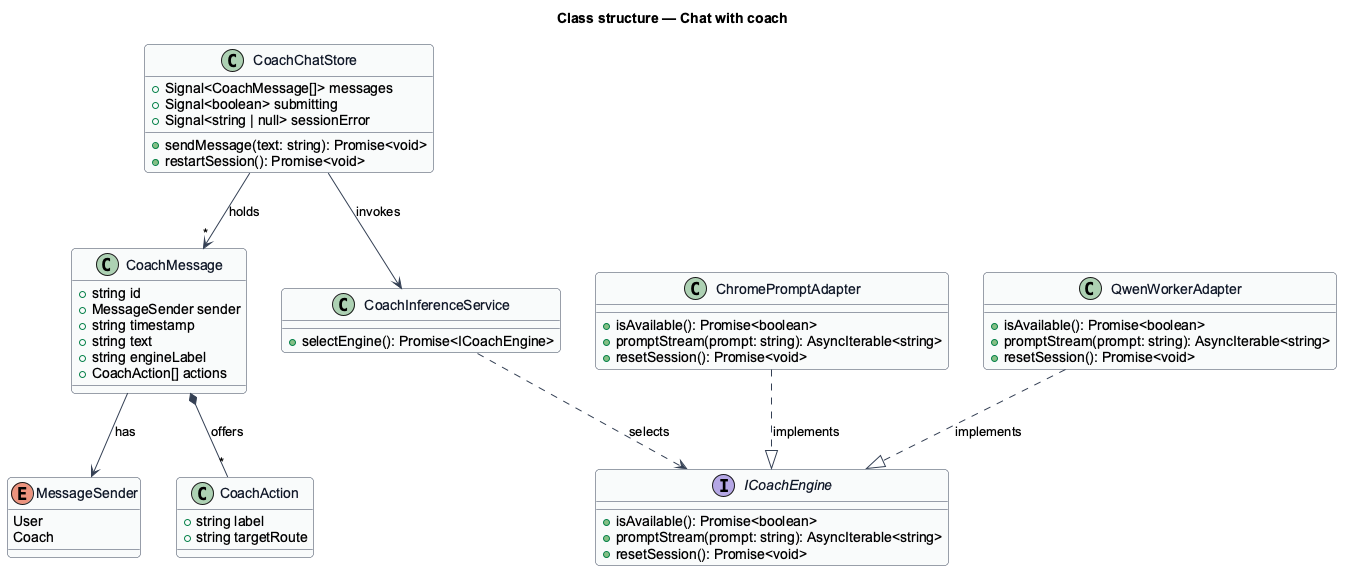 Class structure — Chat with coach
C CoachChatStore
Signal<CoachMessage[]> messages
Signal<boolean> submitting
Signal<string | null> sessionError
sendMessage(text: string): Promise<void>
restartSession(): Promise<void>
holds
*
invokes
C CoachMessage
string id
MessageSender sender
string timestamp
string text
string engineLabel
CoachAction[] actions
C CoachInferenceService
selectEngine(): Promise<ICoachEngine>
C ChromePromptAdapter
isAvailable(): Promise<boolean>
promptStream(prompt: string): AsyncIterable<string>
resetSession(): Promise<void>
C QwenWorkerAdapter
isAvailable(): Promise<boolean>
promptStream(prompt: string): AsyncIterable<string>
resetSession(): Promise<void>
has
offers
*
selects
implements
implements
E MessageSender
User
Coach
C CoachAction
string label
string targetRoute
I ICoachEngine
isAvailable(): Promise<boolean>
promptStream(prompt: string): AsyncIterable<string>
resetSession(): Promise<void>